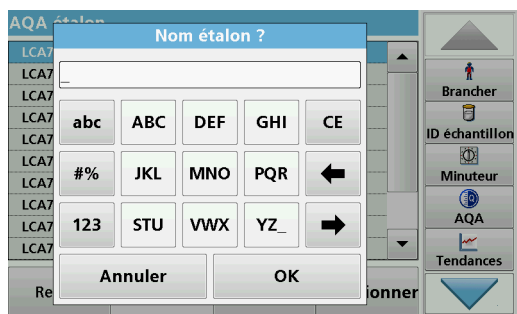 AQA étalon
Nom étalon ?
LCA7
LCA7
LCA7
LCA7
LCA7
LCA7
LCA7
LCA7
LCA7
LCA7
_
abc ABC DEF GHI CE
#% JKL MNO PQR
123 STU VWX YZ_
Annuler OK
Re ionner
Brancher
ID échantillon
Minuteur
AQA
Tendances